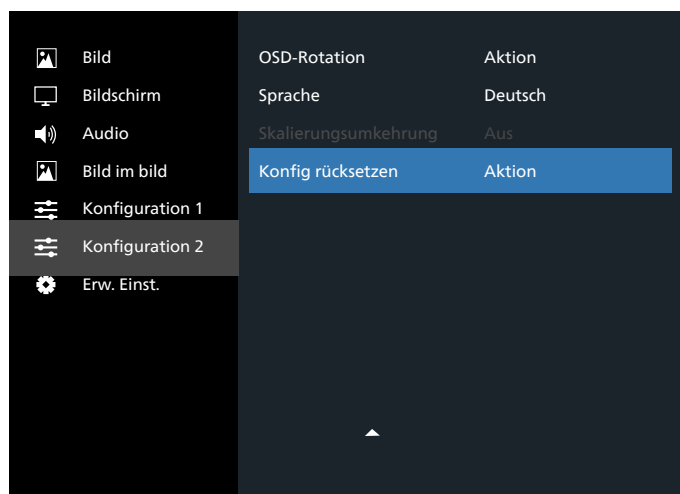 Bild
Bildschirm
Audio
Bild im bild
Konfiguration 1
Konfiguration 2
Erw. Einst.
OSD-Rotation Aktion
Sprache Deutsch
Skalierungsumkehrung Aus
Konfig rücksetzen Aktion